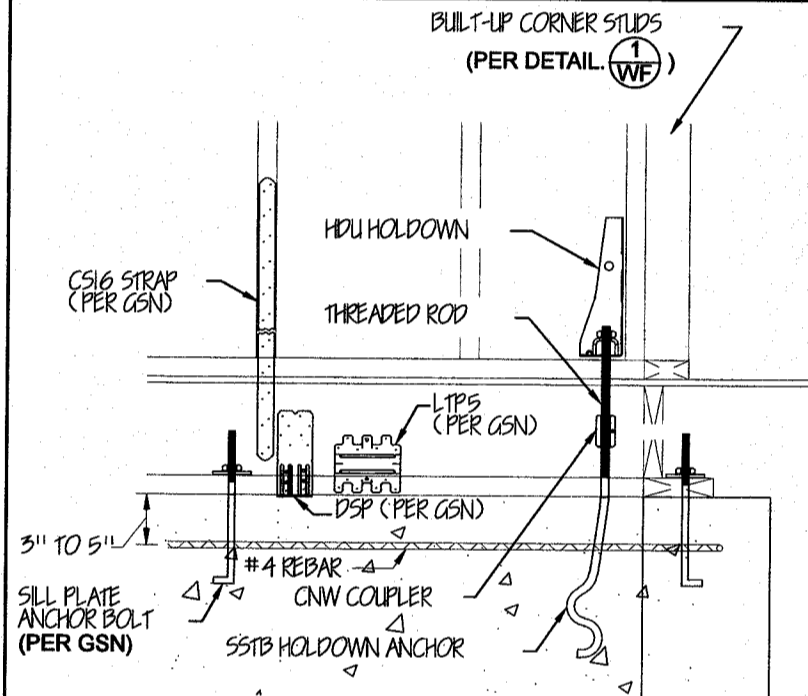 BUILT-UP CORNER STUDS
(PER DETAIL. 1 WF )
HDU HOLDOWN
CS16 STRAP
(PER GSN)
THREADED ROD
LTP5
(PER GSN)
DSP (PER GSN)
3" TO 5"
#4 REBAR
SILL PLATE
ANCHOR BOLT
(PER GSN)
CNW COUPLER
SSTB HOLDOWN ANCHOR